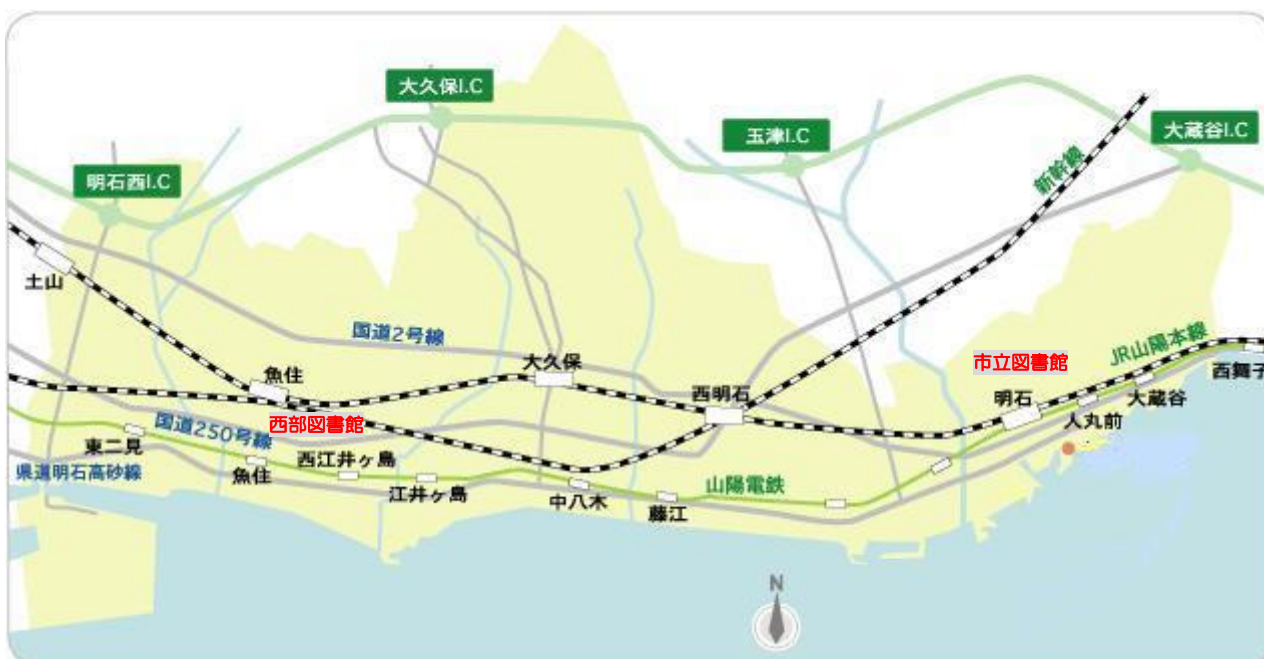 大久保I.C
玉津I.C
大蔵谷I.C
明石西I.C
新幹線
土山
国道2号線
大久保
魚住
西明石
市立図書館
JR山陽本線
西舞子
明石
大蔵谷
人丸前
西部図書館
国道250号線
東二見
県道明石高砂線
魚住
西江井ヶ島
江井ヶ島
中八木
藤江
山陽電鉄
N